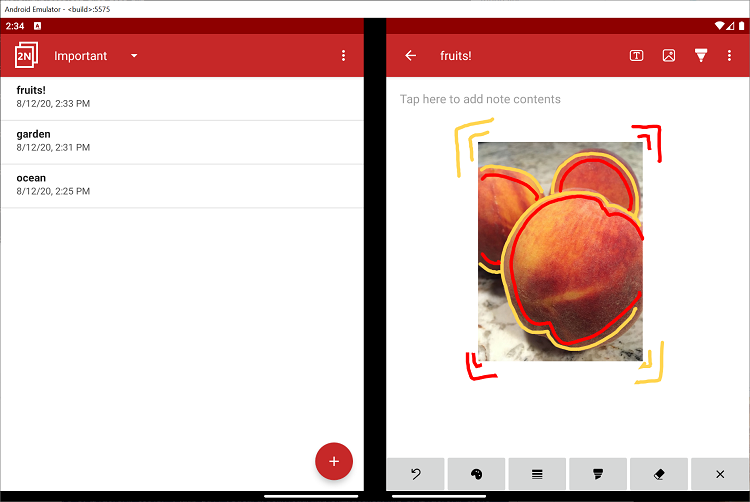 Android Emulator - <build>:5575
2:34 A
2N Important
fruits!
8/12/20, 2:33 PM
garden
8/12/20, 2:31 PM
ocean
8/12/20, 2:25 PM
+
fruits! T
Tap here to add note contents